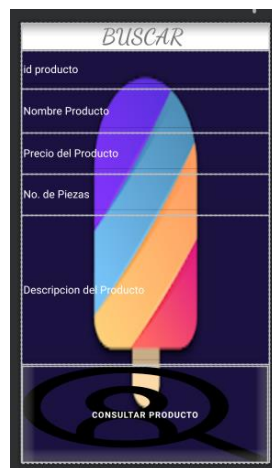 BUSCAR
id producto
Nombre Producto
Precio del Producto
No. de Piezas
Descripcion del Producto
CONSULTAR PRODUCTO